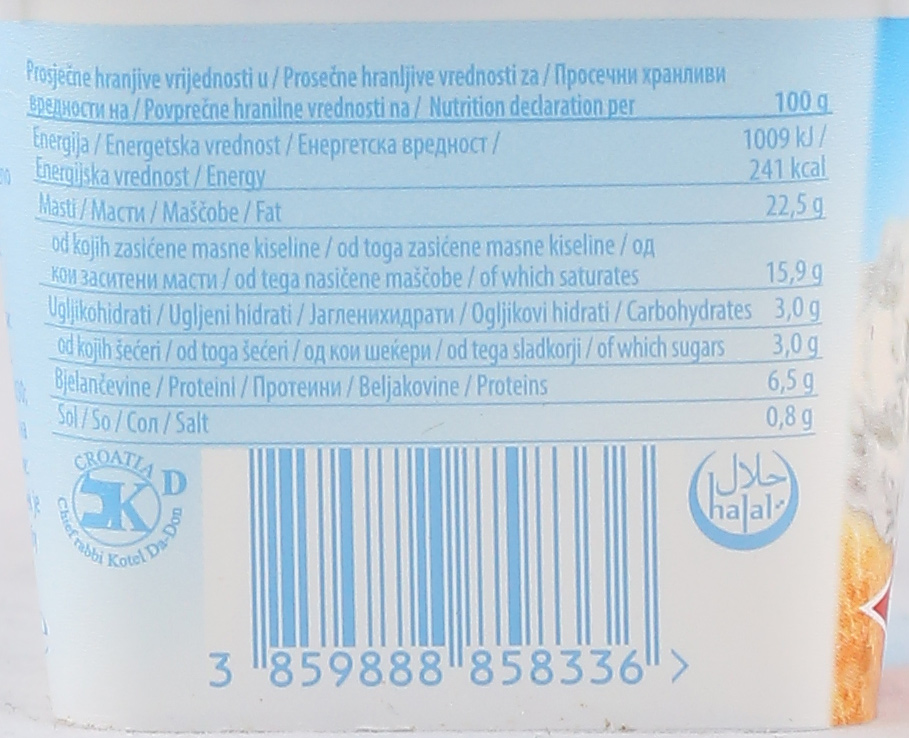 Prosječne hranjive vrijednosti u / Prosečne hranljive vrednosti za / Просечни хранливи
вредности на / Povprečne hranilne vrednosti na / Nutrition declaration per 100 g
Energija / Energetska vrednost / Енергетска вредност / 1009 kJ /
Energijska vrednost / Energy 241 kcal
Masti / Масти / Maščobe / Fat 22,5 g
od kojih zasićene masne kiseline / od toga zasićene masne kiseline / од
кои заситени масти / od tega nasičene maščobe / of which saturates 15,9 g
Ugljikohidrati / Ugljeni hidrati / Јагленихидрати / Ogljikovi hidrati / Carbohydrates 3,0 g
od kojih šećeri / od toga šećeri / од кои шеќери / od tega sladkorji / of which sugars 3,0 g
Bjelančevine / Proteini / Протеини / Beljakovine / Proteins 6,5 g
Sol / So / Сол / Salt 0,8 g
CROATIA
K D
Chief rabbi Kotel Da-Don
حلال
halal
3 859888 858336 >